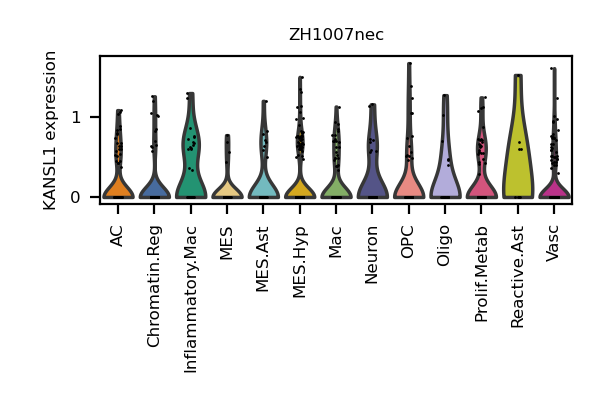 ZH1007nec
KANSL1 expression
1
0
AC
Chromatin.Reg
Inflammatory.Mac
MES
MES.Ast
MES.Hyp
Mac
Neuron
OPC
Oligo
Prolif.Metab
Reactive.Ast
Vasc